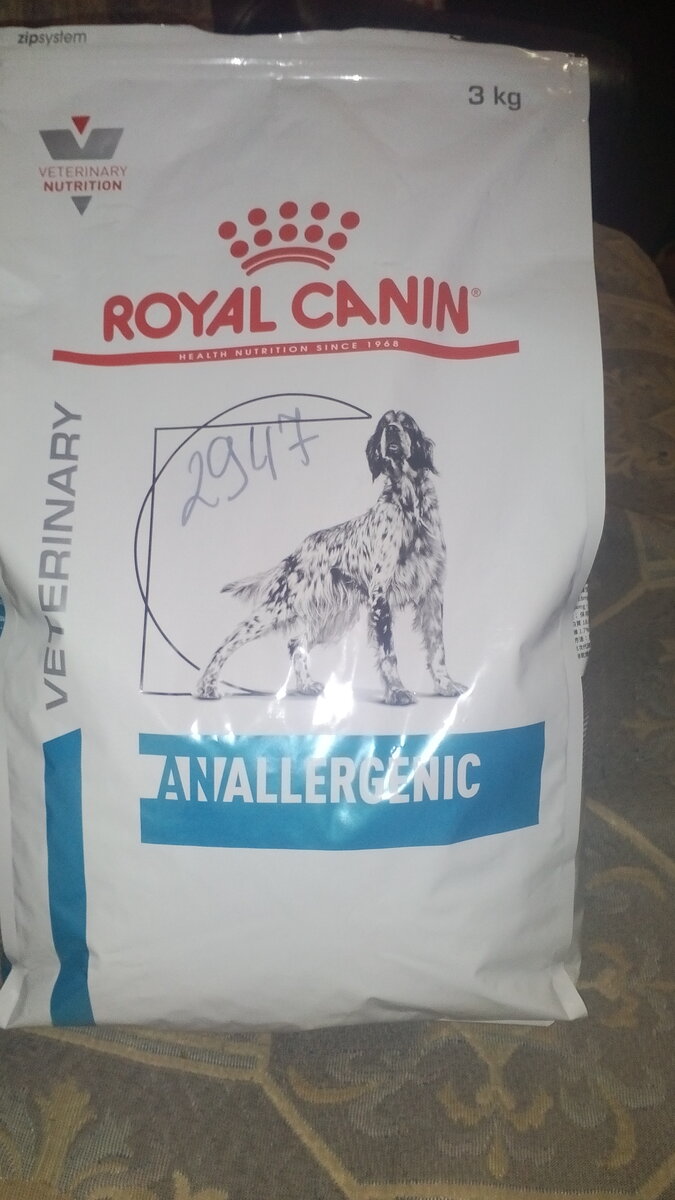 zipsystem
3 kg
VETERINARY
NUTRITION
ROYAL CANIN®
HEALTH NUTRITION SINCE 1968
2947
VETERINARY
ANALLERGENIC